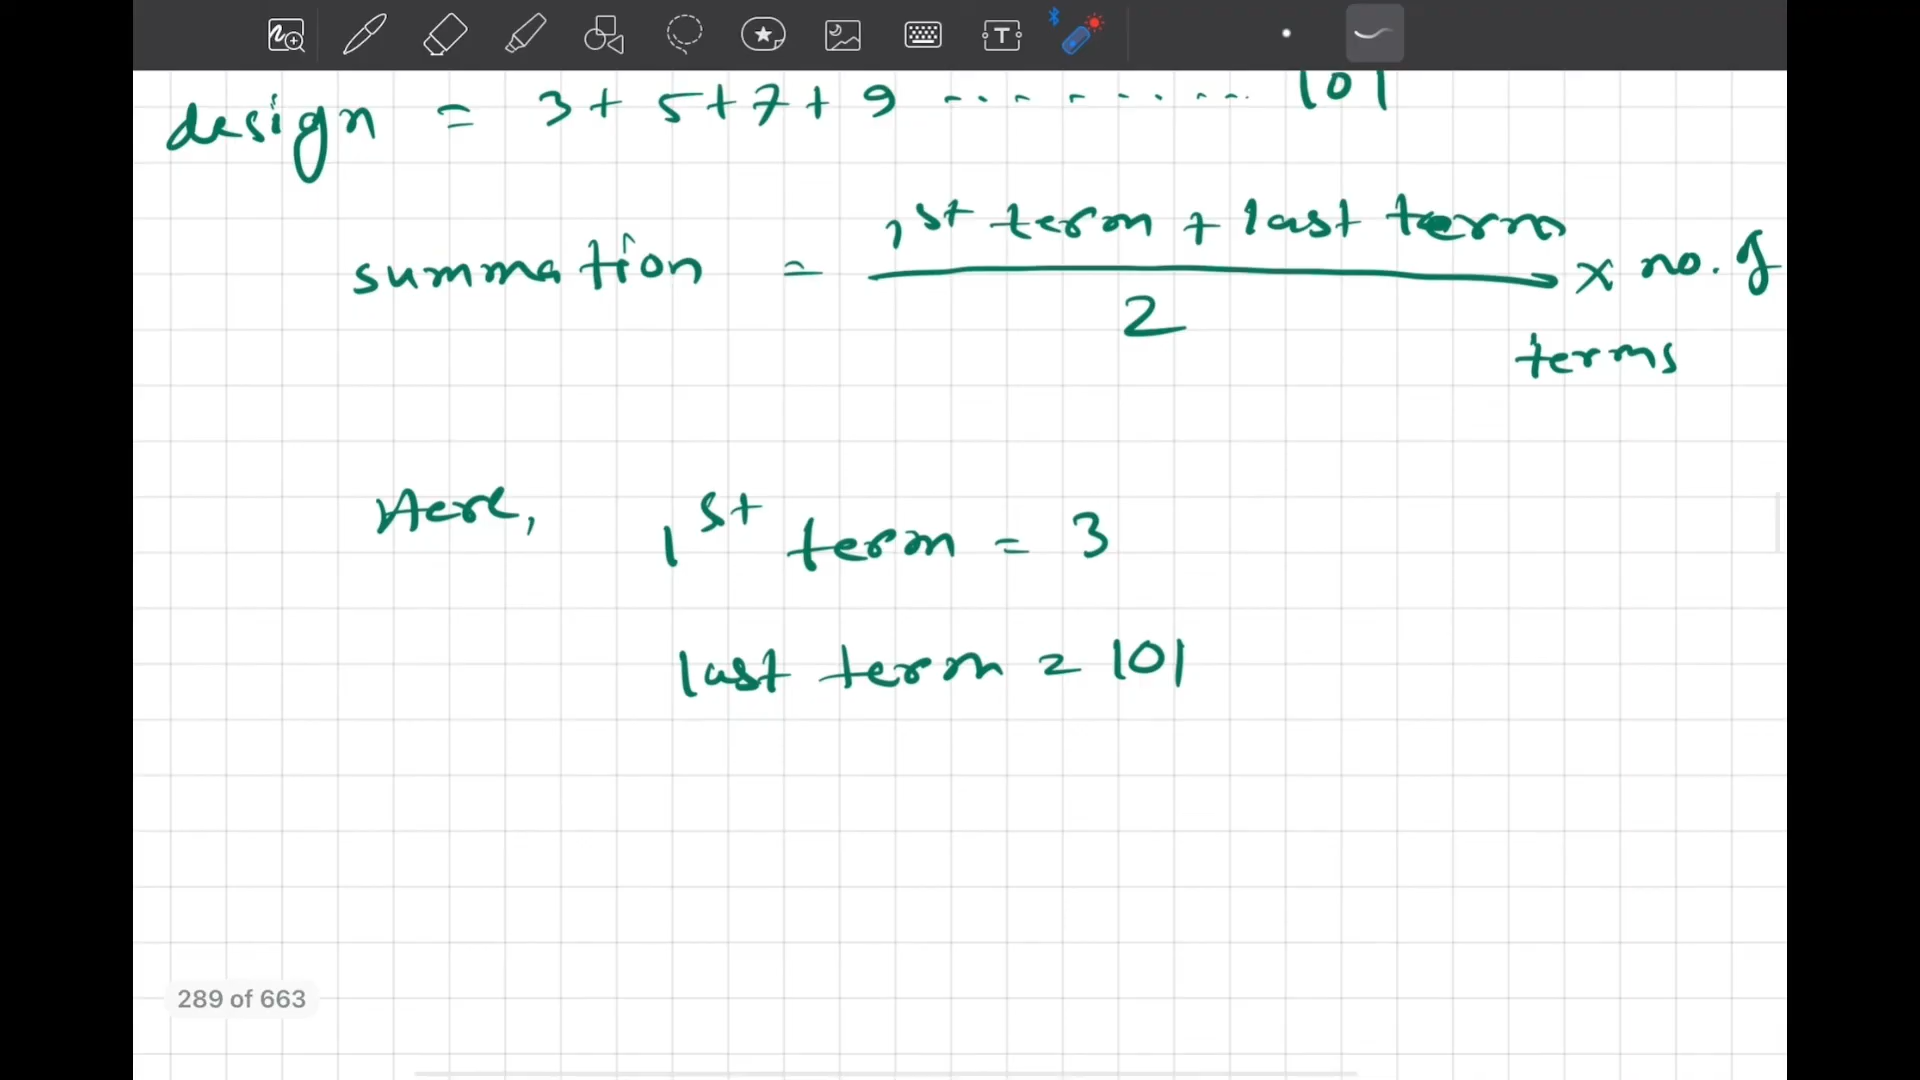 design = 3 + 5 + 7 + 9 ........... 101
summation = 1st term + last term / 2 × no. of terms
Here, 1st term = 3
last term = 101
289 of 663